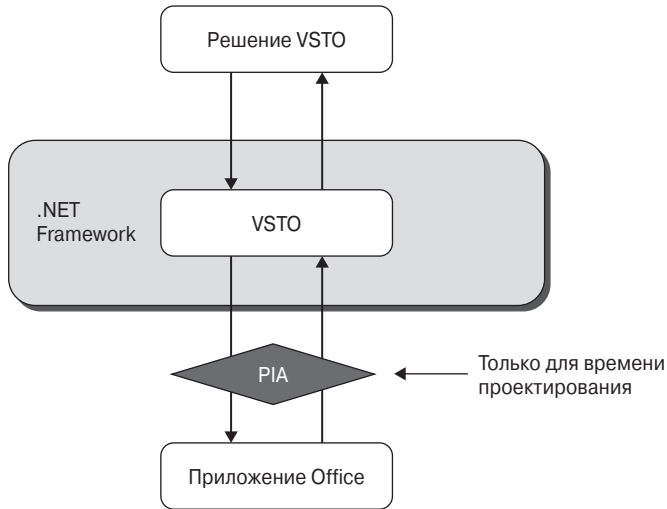 Решение VSTO
.NET
Framework
VSTO
PIA
Только для времени
проектирования
Приложение Office